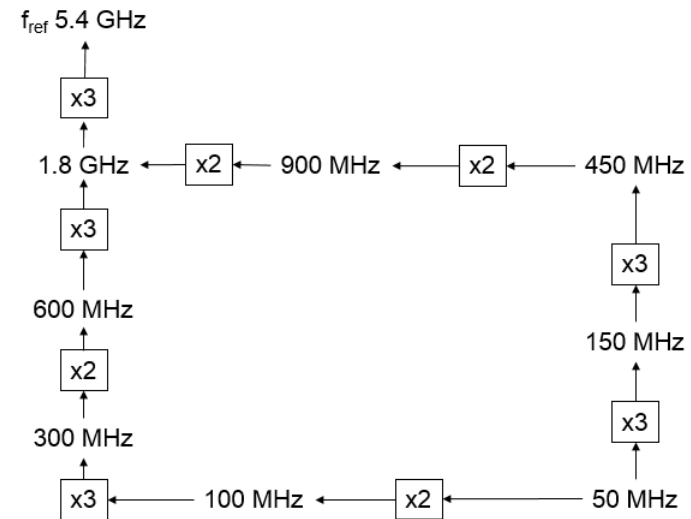 fref 5.4 GHz
x3
1.8 GHz x2 900 MHz x2 450 MHz
x3
x3
600 MHz
150 MHz
x2
x3
300 MHz
x3 100 MHz x2 50 MHz